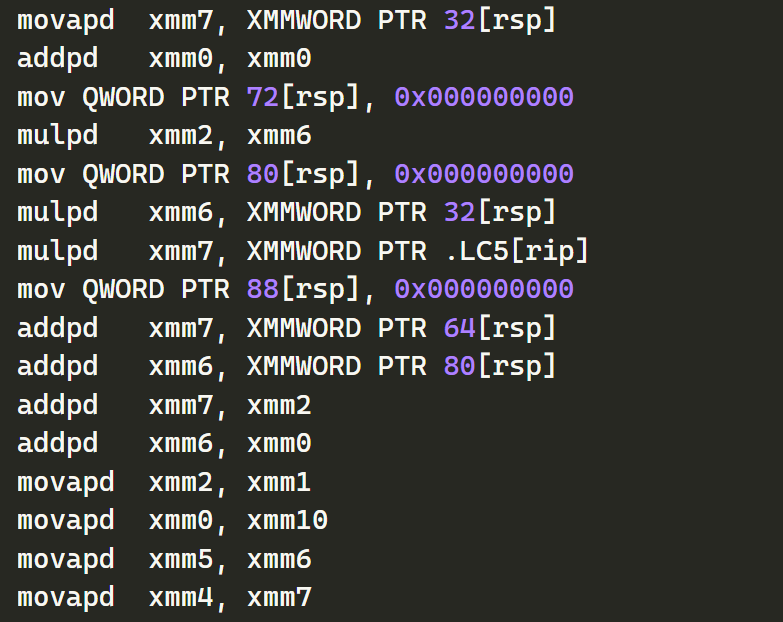 movapd  xmm7, XMMWORD PTR 32[rsp]
addpd   xmm0, xmm0
mov QWORD PTR 72[rsp], 0x000000000
mulpd   xmm2, xmm6
mov QWORD PTR 80[rsp], 0x000000000
mulpd   xmm6, XMMWORD PTR 32[rsp]
mulpd   xmm7, XMMWORD PTR .LC5[rip]
mov QWORD PTR 88[rsp], 0x000000000
addpd   xmm7, XMMWORD PTR 64[rsp]
addpd   xmm6, XMMWORD PTR 80[rsp]
addpd   xmm7, xmm2
addpd   xmm6, xmm0
movapd  xmm2, xmm1
movapd  xmm0, xmm10
movapd  xmm5, xmm6
movapd  xmm4, xmm7